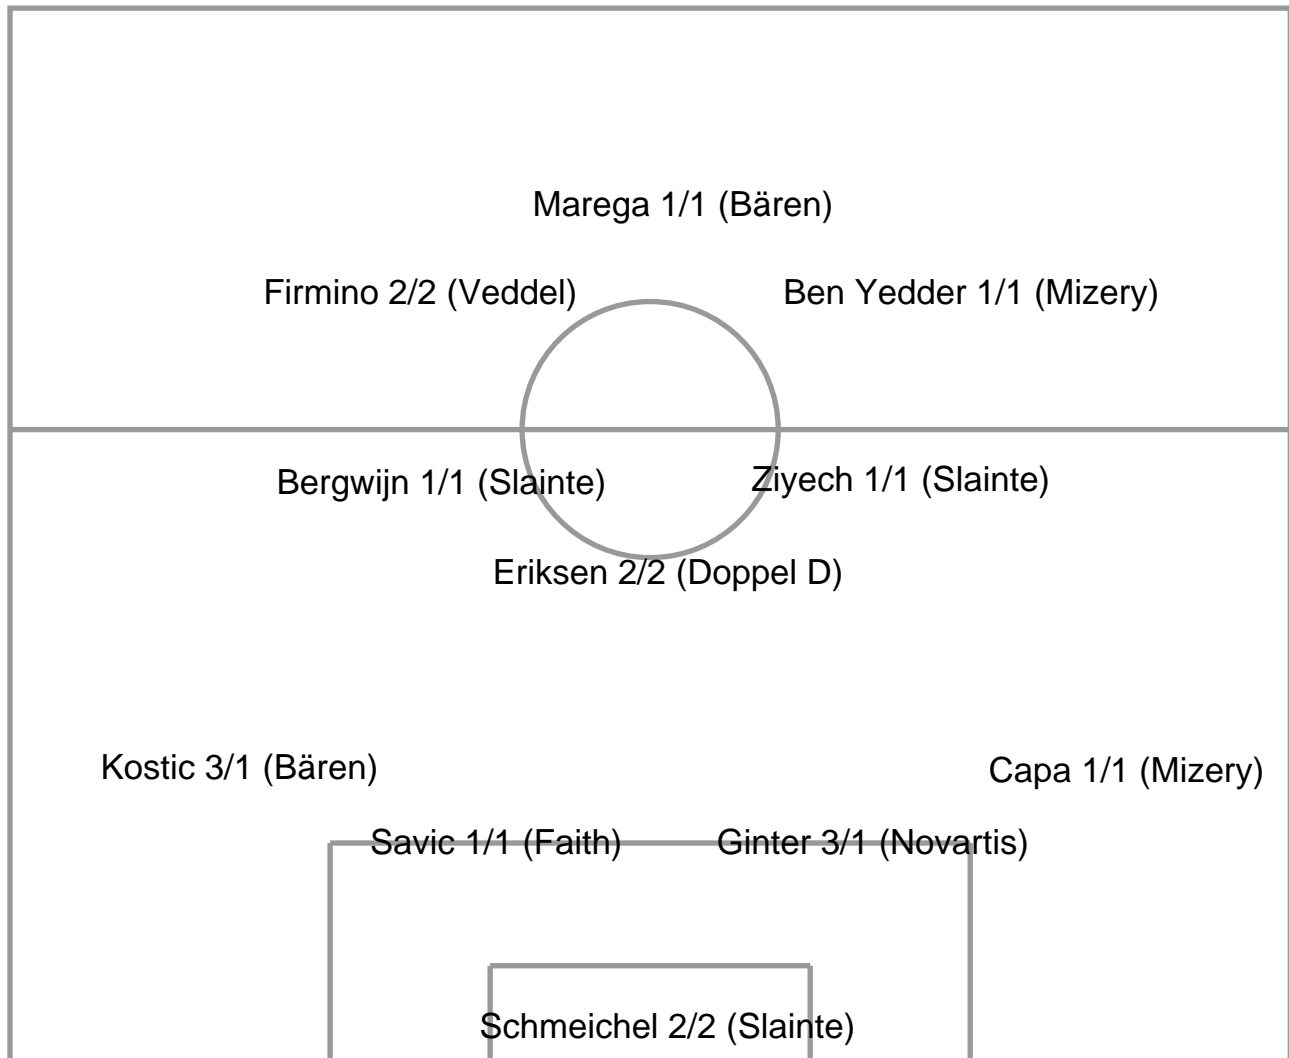 Marega 1/1 (Bären)
Firmino 2/2 (Veddel)
Ben Yedder 1/1 (Mizery)
Bergwijn 1/1 (Slainte)
Ziyech 1/1 (Slainte)
Eriksen 2/2 (Doppel D)
Kostic 3/1 (Bären)
Capa 1/1 (Mizery)
Savic 1/1 (Faith)
Ginter 3/1 (Novartis)
Schmeichel 2/2 (Slainte)